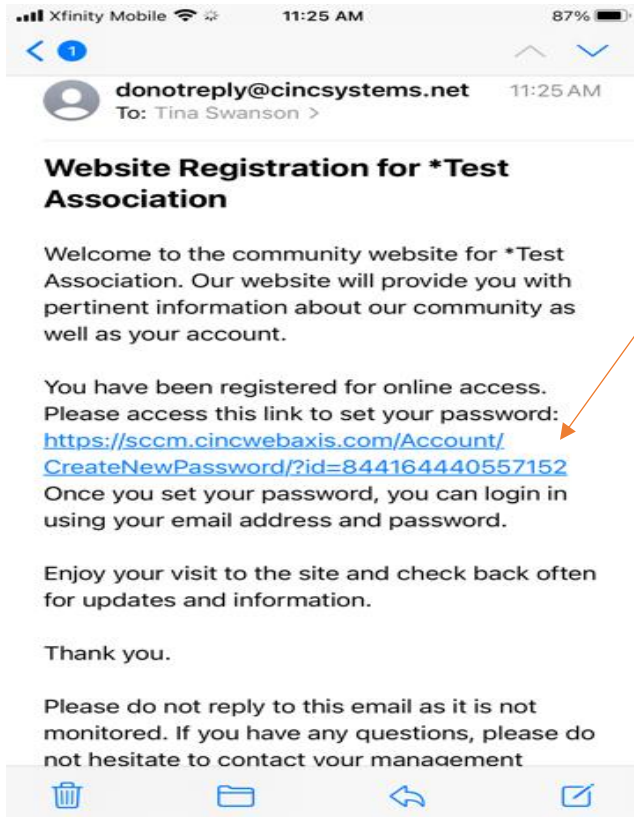 Xfinity Mobile 11:25 AM 87%
1
donotreply@cincsystems.net 11:25 AM
To: Tina Swanson >
Website Registration for *Test
Association
Welcome to the community website for *Test
Association. Our website will provide you with
pertinent information about our community as
well as your account.
You have been registered for online access.
Please access this link to set your password:
https://sccm.cincwebaxis.com/Account/
CreateNewPassword/?id=844164440557152
Once you set your password, you can login in
using your email address and password.
Enjoy your visit to the site and check back often
for updates and information.
Thank you.
Please do not reply to this email as it is not
monitored. If you have any questions, please do
not hesitate to contact your management